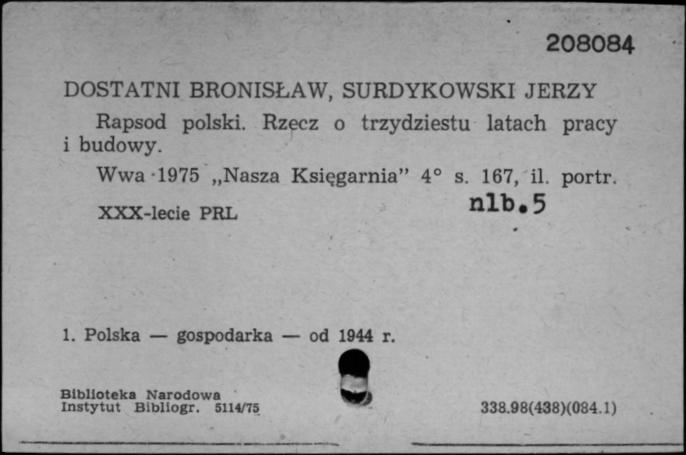 208084
DOSTATNI BRONISŁAW, SURDYKOWSKI JERZY
Rapsod polski. Rzecz o trzydziestu latach pracy
i budowy.
Wwa 1975 „Nasza Księgarnia” 4° s. 167, il. portr.
nlb.5
XXX-lecie PRL
1. Polska — gospodarka — od 1944 r.
Biblioteka Narodowa
Instytut Bibliogr. 5114/75
338.98(438)(084.1)